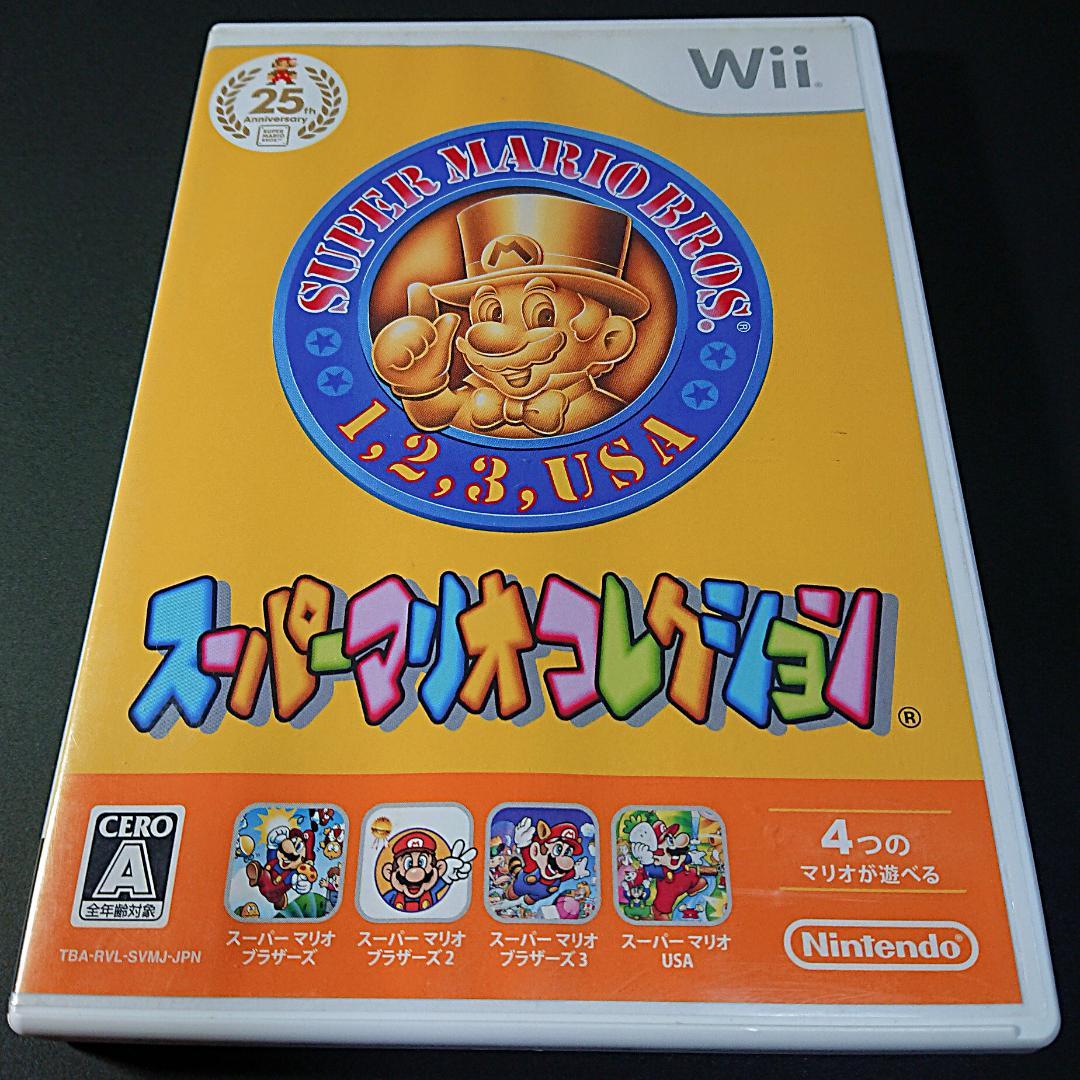 25th
Anniversary
SUPER
MARIO
BROS.
Wii
SUPER MARIO BROS.®
1, 2, 3, USA
スーパーマリオコレクション®
CERO
A
全年齢対象
TBA-RVL-SVMJ-JPN
スーパー マリオ
ブラザーズ
スーパー マリオ
ブラザーズ 2
スーパー マリオ
ブラザーズ 3
スーパー マリオ
USA
4つの
マリオが遊べる
Nintendo®